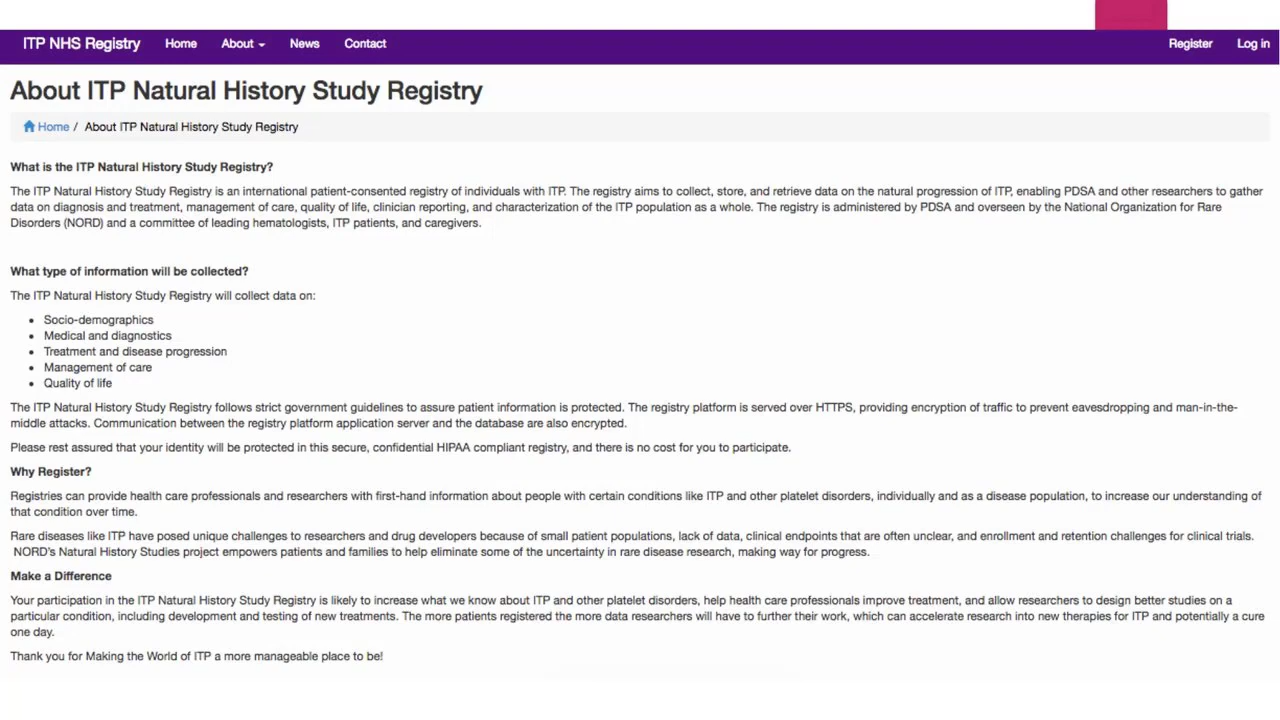 ITP NHS Registry Home About News Contact Register Log in
About ITP Natural History Study Registry
Home / About ITP Natural History Study Registry
What is the ITP Natural History Study Registry?
The ITP Natural History Study Registry is an international patient-consented registry of individuals with ITP. The registry aims to collect, store, and retrieve data on the natural progression of ITP, enabling PDSA and other researchers to gather
data on diagnosis and treatment, management of care, quality of life, clinician reporting, and characterization of the ITP population as a whole. The registry is administered by PDSA and overseen by the National Organization for Rare
Disorders (NORD) and a committee of leading hematologists, ITP patients, and caregivers.
What type of information will be collected?
The ITP Natural History Study Registry will collect data on:
• Socio-demographics
• Medical and diagnostics
• Treatment and disease progression
• Management of care
• Quality of life
The ITP Natural History Study Registry follows strict government guidelines to assure patient information is protected. The registry platform is served over HTTPS, providing encryption of traffic to prevent eavesdropping and man-in-the-
middle attacks. Communication between the registry platform application server and the database are also encrypted.
Please rest assured that your identity will be protected in this secure, confidential HIPAA compliant registry, and there is no cost for you to participate.
Why Register?
Registries can provide health care professionals and researchers with first-hand information about people with certain conditions like ITP and other platelet disorders, individually and as a disease population, to increase our understanding of
that condition over time.
Rare diseases like ITP have posed unique challenges to researchers and drug developers because of small patient populations, lack of data, clinical endpoints that are often unclear, and enrollment and retention challenges for clinical trials.
NORD's Natural History Studies project empowers patients and families to help eliminate some of the uncertainty in rare disease research, making way for progress.
Make a Difference
Your participation in the ITP Natural History Study Registry is likely to increase what we know about ITP and other platelet disorders, help health care professionals improve treatment, and allow researchers to design better studies on a
particular condition, including development and testing of new treatments. The more patients registered the more data researchers will have to further their work, which can accelerate research into new therapies for ITP and potentially a cure
one day.
Thank you for Making the World of ITP a more manageable place to be!